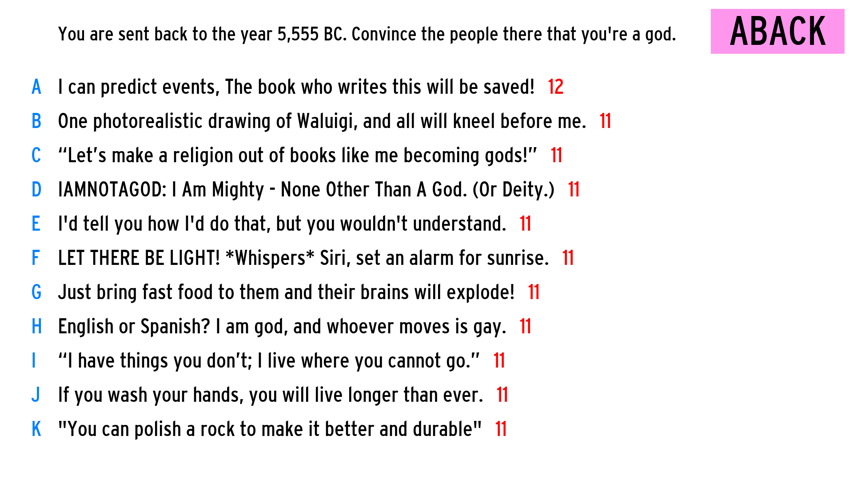 You are sent back to the year 5,555 BC. Convince the people there that you're a god.
ABACK
A I can predict events, The book who writes this will be saved! 12
B One photorealistic drawing of Waluigi, and all will kneel before me. 11
C “Let’s make a religion out of books like me becoming gods!” 11
D IAMNOTAGOD: I Am Mighty - None Other Than A God. (Or Deity.) 11
E I'd tell you how I'd do that, but you wouldn't understand. 11
F LET THERE BE LIGHT! *Whispers* Siri, set an alarm for sunrise. 11
G Just bring fast food to them and their brains will explode! 11
H English or Spanish? I am god, and whoever moves is gay. 11
I “I have things you don’t; I live where you cannot go.” 11
J If you wash your hands, you will live longer than ever. 11
K "You can polish a rock to make it better and durable" 11